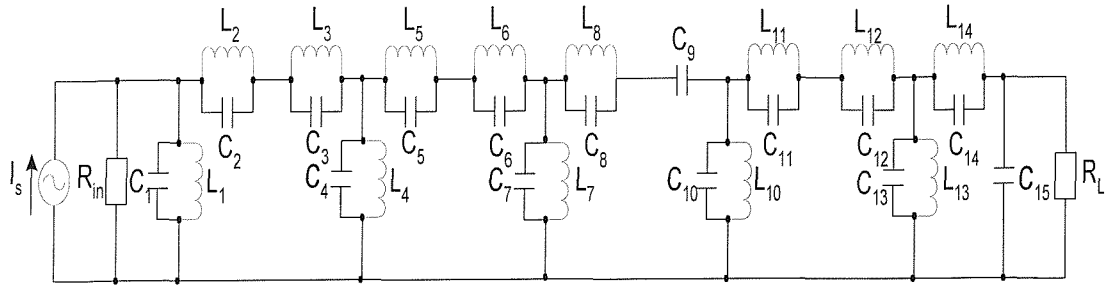 L2 L3 L5 L6 L8 C9 L11 L12 L14
C2 C3 C5 C6 C8 C11 C12 C14
Is Rin C1 L1 C4 L4 C7 L7 C10 L10 C13 L13 C15 RL